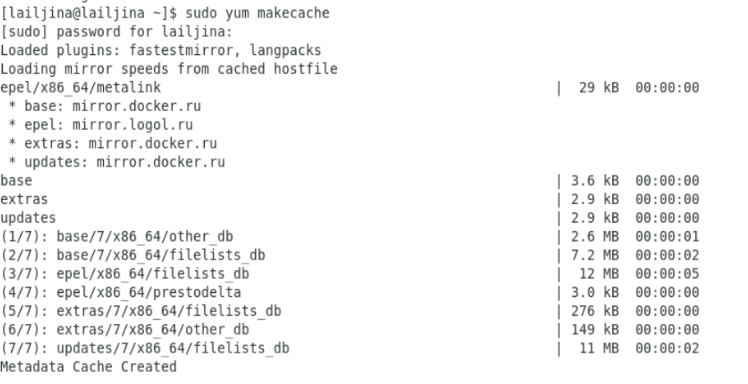 [lailjina@lailjina ~]$ sudo yum makecache
[sudo] password for lailjina:
Loaded plugins: fastestmirror, langpacks
Loading mirror speeds from cached hostfile
epel/x86_64/metalink | 29 kB 00:00:00
 * base: mirror.docker.ru
 * epel: mirror.logol.ru
 * extras: mirror.docker.ru
 * updates: mirror.docker.ru
base | 3.6 kB 00:00:00
extras | 2.9 kB 00:00:00
updates | 2.9 kB 00:00:00
(1/7): base/7/x86_64/other_db | 2.6 MB 00:00:01
(2/7): base/7/x86_64/filelists_db | 7.2 MB 00:00:02
(3/7): epel/x86_64/filelists_db | 12 MB 00:00:05
(4/7): epel/x86_64/prestodelta | 3.0 kB 00:00:00
(5/7): extras/7/x86_64/filelists_db | 276 kB 00:00:00
(6/7): extras/7/x86_64/other_db | 149 kB 00:00:00
(7/7): updates/7/x86_64/filelists_db | 11 MB 00:00:02
Metadata Cache Created